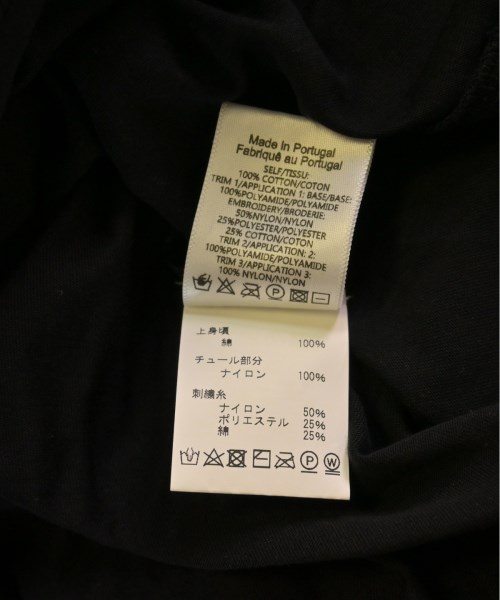 Made in Portugal
Fabriqué au Portugal
SELF/TISSU:
100% COTTON/COTON
TRIM 1/APPLICATION 1: BASE/BASE:
100%POLYAMIDE/POLYAMIDE
EMBROIDERY/BRODERIE:
50%NYLON/NYLON
25%POLYESTER/POLYESTER
25% COTTON/COTON
TRIM 2/APPLICATION: 2:
100%POLYAMIDE/POLYAMIDE
TRIM 3/APPLICATION 3:
100% NYLON/NYLON
P
上身頃
綿 100%
チュール部分
ナイロン 100%
刺繍糸
ナイロン 50%
ポリエステル 25%
綿 25%
P W